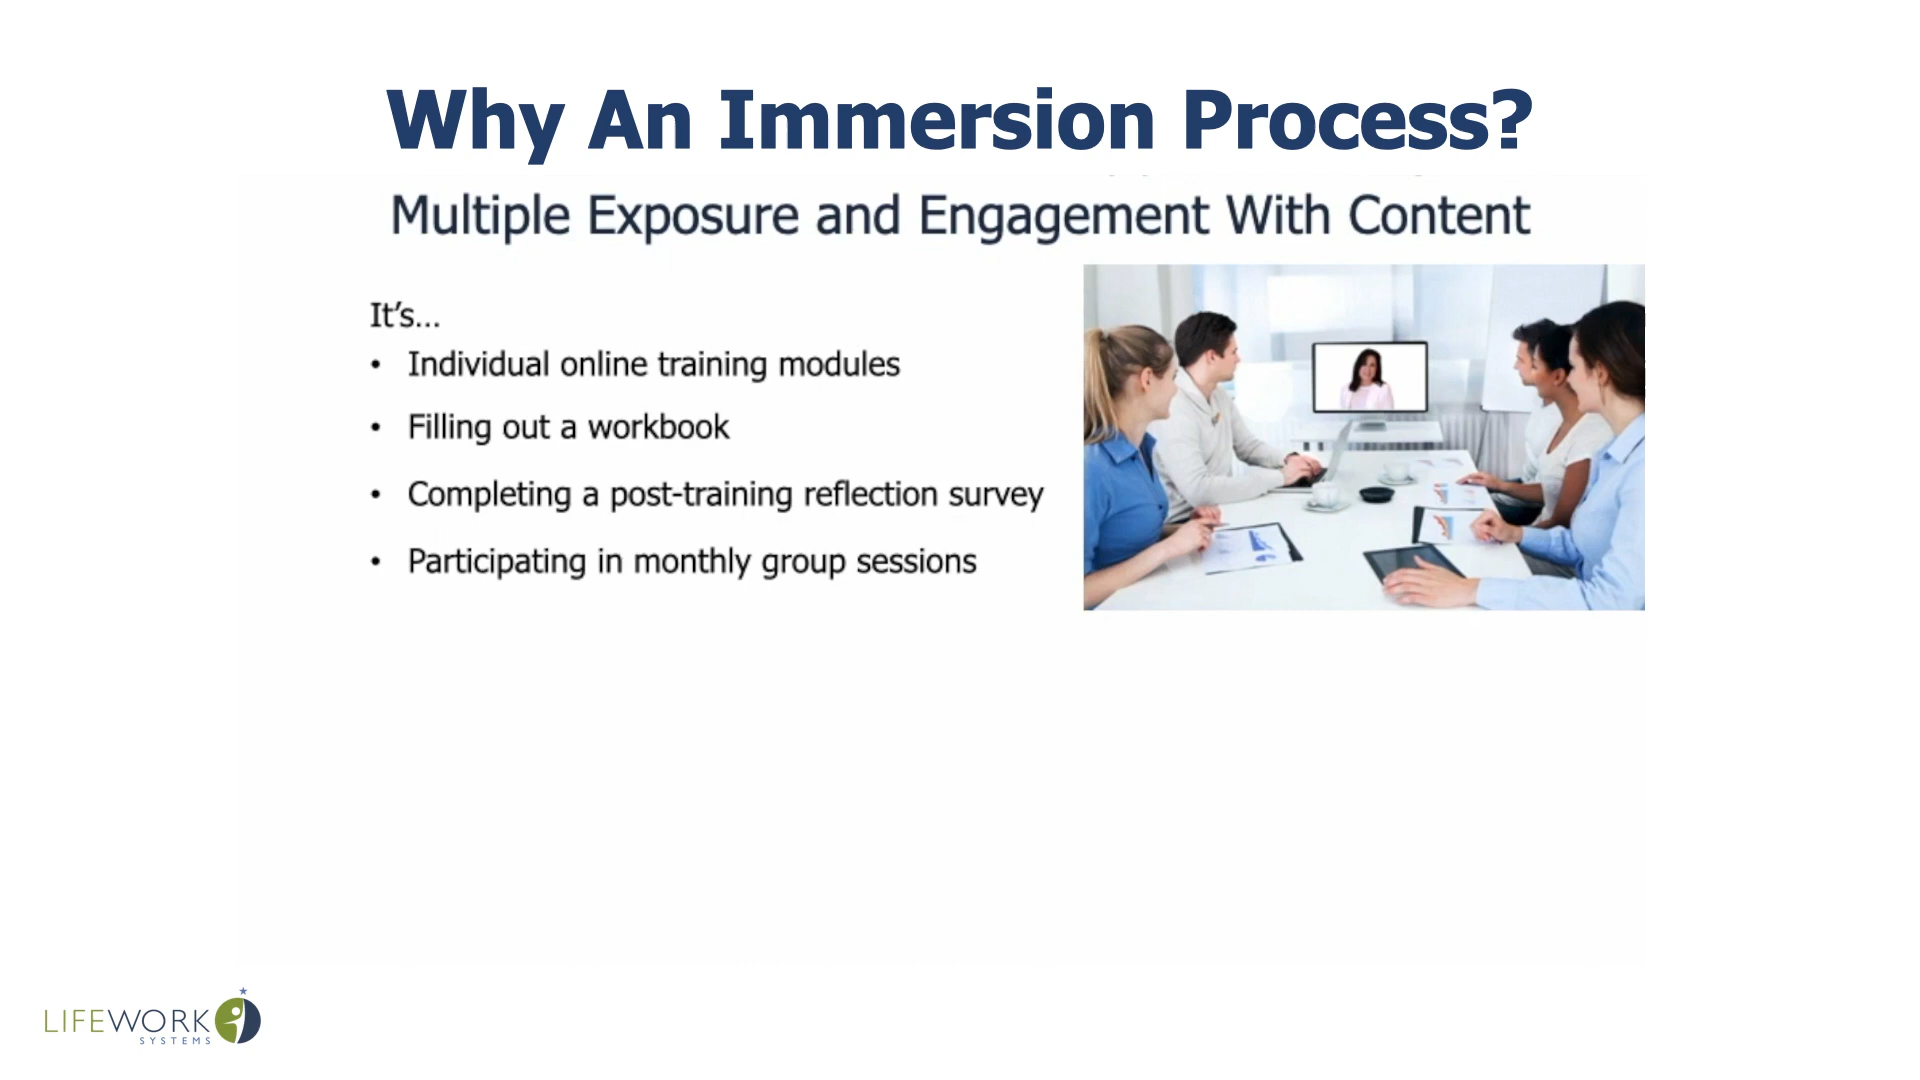 Why An Immersion Process?
Multiple Exposure and Engagement With Content
It's...
• Individual online training modules
• Filling out a workbook
• Completing a post-training reflection survey
• Participating in monthly group sessions
LIFEWORK
SYSTEMS